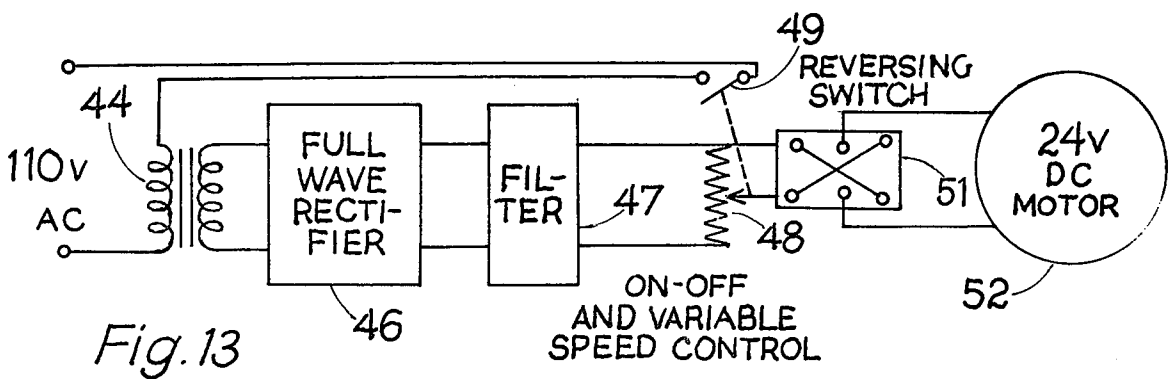 49
REVERSING
SWITCH
44
110V
AC
FULL
WAVE
RECTI-
FIER
46
FIL-
TER
47
48
ON-OFF
AND VARIABLE
SPEED CONTROL
51
24V
DC
MOTOR
52
Fig. 13